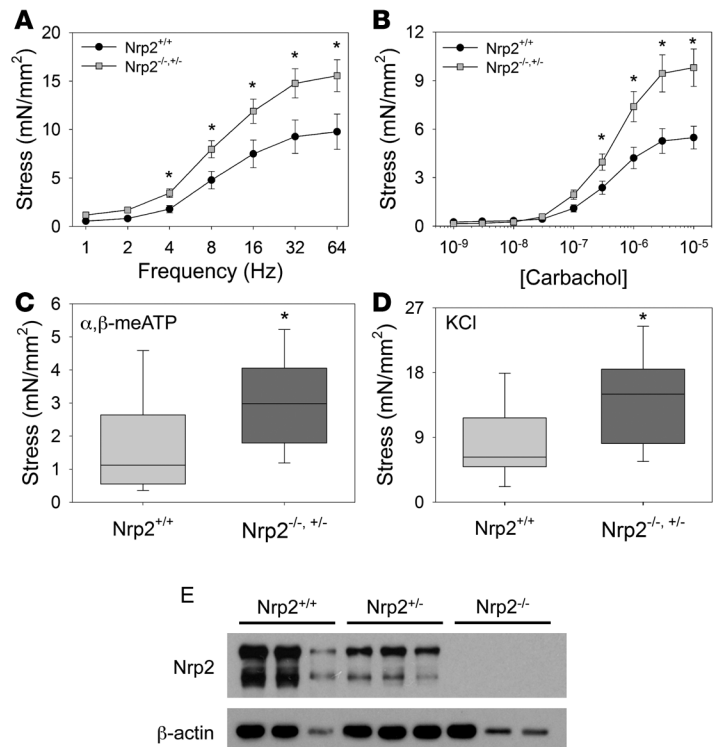 A
20
15
10
5
0
Stress (mN/mm²)
Nrp2+/+
Nrp2-/-,+/-
*
*
*
*
*
1 2 4 8 16 32 64
Frequency (Hz)
B
12
9
6
3
0
Stress (mN/mm²)
Nrp2+/+
Nrp2-/-,+/-
*
*
*
*
10⁻⁹ 10⁻⁸ 10⁻⁷ 10⁻⁶ 10⁻⁵
[Carbachol]
C
6
5
4
3
2
1
0
Stress (mN/mm²)
α,β-meATP
*
Nrp2+/+ Nrp2-/-, +/-
D
27
18
9
0
Stress (mN/mm²)
KCl
*
Nrp2+/+ Nrp2-/-, +/-
E
Nrp2+/+ Nrp2+/- Nrp2-/-
Nrp2
β-actin